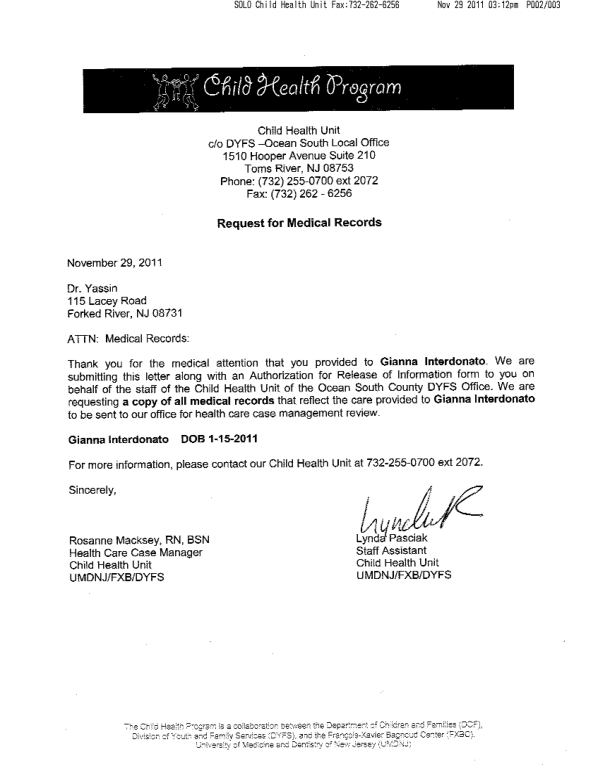 SOLO Child Health Unit Fax:732-262-6256 Nov 29 2011 03:12pm P002/003
Child Health Program
Child Health Unit
c/o DYFS –Ocean South Local Office
1510 Hooper Avenue Suite 210
Toms River, NJ 08753
Phone: (732) 255-0700 ext 2072
Fax: (732) 262 - 6256
Request for Medical Records
November 29, 2011
Dr. Yassin
115 Lacey Road
Forked River, NJ 08731
ATTN: Medical Records:
Thank you for the medical attention that you provided to Gianna Interdonato. We are
submitting this letter along with an Authorization for Release of Information form to you on
behalf of the staff of the Child Health Unit of the Ocean South County DYFS Office. We are
requesting a copy of all medical records that reflect the care provided to Gianna Interdonato
to be sent to our office for health care case management review.
Gianna Interdonato DOB 1-15-2011
For more information, please contact our Child Health Unit at 732-255-0700 ext 2072.
Sincerely,
Rosanne Macksey, RN, BSN
Health Care Case Manager
Child Health Unit
UMDNJ/FXB/DYFS
Lynda Pasciak
Staff Assistant
Child Health Unit
UMDNJ/FXB/DYFS
The Child Health Program is a collaboration between the Department of Children and Families (DCF),
Division of Youth and Family Services (DYFS), and the François-Xavier Bagnoud Center (FXBC),
University of Medicine and Dentistry of New Jersey (UMDNJ)